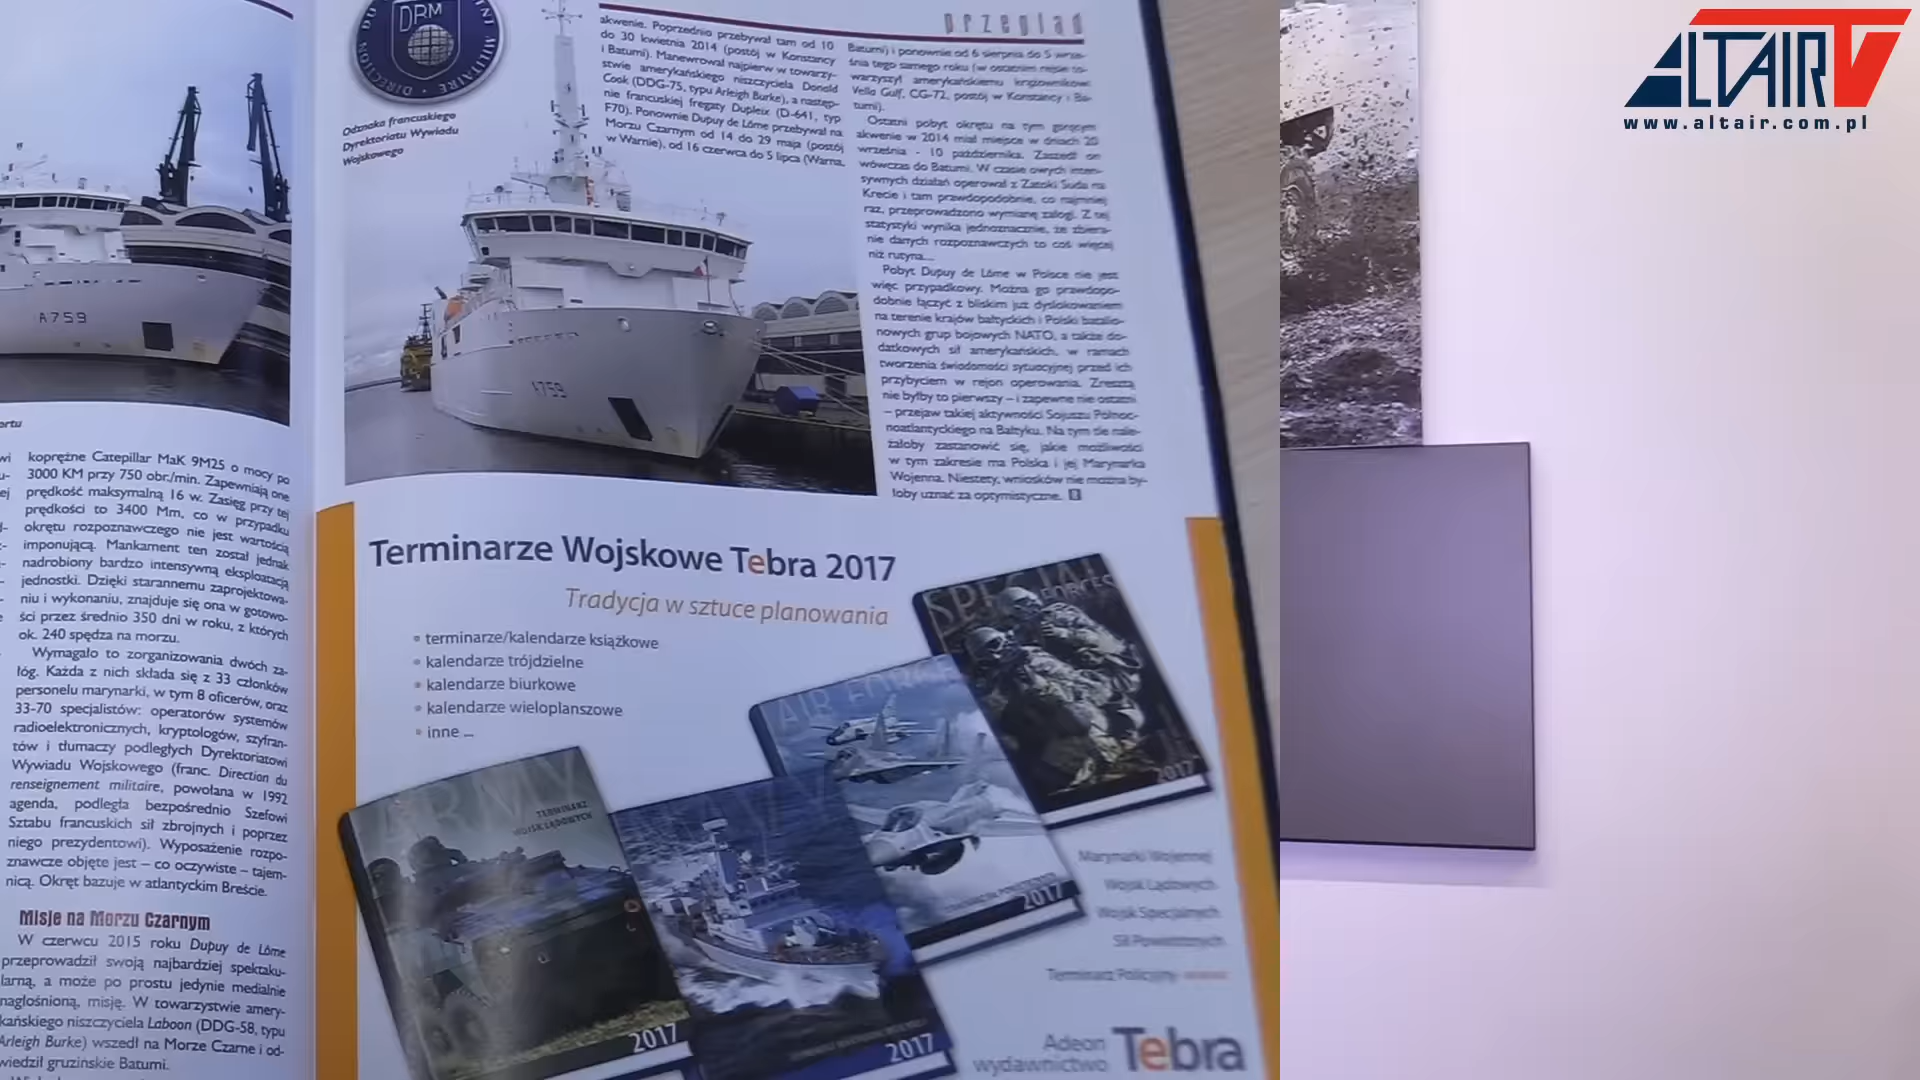 A759
ortu
koprężne Catepillar MaK 9M25 o mocy po
3000 KM przy 750 obr./min. Zapewniają one
prędkość maksymalną 16 w. Zasięg przy tej
prędkości to 3400 Mm, co w przypadku
okrętu rozpoznawczego nie jest wartością
imponującą. Mankament ten został jednak
nadrobiony bardzo intensywną eksploatacją
jednostki. Dzięki starannemu zaprojektowa-
niu i wykonaniu, znajduje się ona w gotowo-
ści przez średnio 350 dni w roku, z których
ok. 240 spędza na morzu.
Wymagało to zorganizowania dwóch za-
łóg. Każda z nich składa się z 33 członków
personelu marynarki, w tym 8 oficerów, oraz
33-70 specjalistów: operatorów systemów
radioelektronicznych, kryptologów, szyfran-
tów i tłumaczy podległych Dyrektoriatowi
Wywiadu Wojskowego (franc. Direction du
renseignement militaire, powołana w 1992
agenda, podległa bezpośrednio Szefowi
Sztabu francuskich sił zbrojnych i poprzez
niego prezydentowi). Wyposażenie rozpo-
znawcze objęte jest – co oczywiste – tajem-
nicą. Okręt bazuje w atlantyckim Breście.
Misje na Morzu Czarnym
W czerwcu 2015 roku Dupuy de Lôme
przeprowadził swoją najbardziej spektaku-
larną, a może po prostu jedynie medialnie
nagłośnioną, misję. W towarzystwie amery-
kańskiego niszczyciela Laboon (DDG-58, typu
Arleigh Burke) wszedł na Morze Czarne i od-
wiedził gruzińskie Batumi.
DRM
Odznaka francuskiego
Dyrektoriatu Wywiadu
Wojskowego
przegląd
akwenie. Poprzednio przebywał tam od 10
do 30 kwietnia 2014 (postój w Konstancy
i Batumi). Manewrował najpierw w towarzy-
stwie amerykańskiego niszczyciela Donald
Cook (DDG-75, typu Arleigh Burke), a następ-
nie francuskiej fregaty Dupleix (D-641, typ
F70). Ponownie Dupuy de Lôme przebywał na
Morzu Czarnym od 14 do 29 maja (postój
w Warnie), od 16 czerwca do 5 lipca (Warna,
Batumi) i ponownie od 6 sierpnia do 5 wrze-
śnia tego samego roku (w ostatnim rejsie to-
warzyszył amerykańskiemu krążownikowi
Vella Gulf, CG-72, postój w Konstancy i Ba-
tumi).
Ostatni pobyt okrętu na tym gorącym
akwenie w 2014 miał miejsce w dniach 20
września - 10 października. Zaszedł on
wówczas do Batumi. W czasie owych inten-
sywnych działań operował z Zatoki Suda na
Krecie i tam prawdopodobnie, co najmniej
raz, przeprowadzono wymianę załogi. Z tej
statystyki wynika jednoznacznie, że zbiera-
nie danych rozpoznawczych to coś więcej
niż rutyna...
Pobyt Dupuy de Lôme w Polsce nie jest
więc przypadkowy. Można go prawdopo-
dobnie łączyć z bliskim już dyslokowaniem
na terenie krajów bałtyckich i Polski batalio-
nowych grup bojowych NATO, a także do-
datkowych sił amerykańskich, w ramach
tworzenia świadomości sytuacyjnej przed ich
przybyciem w rejon operowania. Zresztą
nie byłby to pierwszy – i zapewne nie ostatni
– przejaw takiej aktywności Sojuszu Północ-
noatlantyckiego na Bałtyku. Na tym tle nale-
żałoby zastanowić się, jakie możliwości
w tym zakresie ma Polska i jej Marynarka
Wojenna. Niestety, wniosków nie można by-
łoby uznać za optymistyczne.
A759
Terminarze Wojskowe Tebra 2017
Tradycja w sztuce planowania
• terminarze/kalendarze książkowe
• kalendarze trójdzielne
• kalendarze biurkowe
• kalendarze wieloplanszowe
• inne ...
SPECIAL
FORCES
2017
AIR FORCE
2017
ARMY
TERMINARZ
WOJSK LĄDOWYCH
2017
NAVY
2017
Marynarki Wojennej
Wojsk Lądowych
Wojsk Specjalnych
Sił Powietrznych
Terminarz Policyjny
Adeon
wydawnictwo
Tebra
ALTAIR TV
www.altair.com.pl